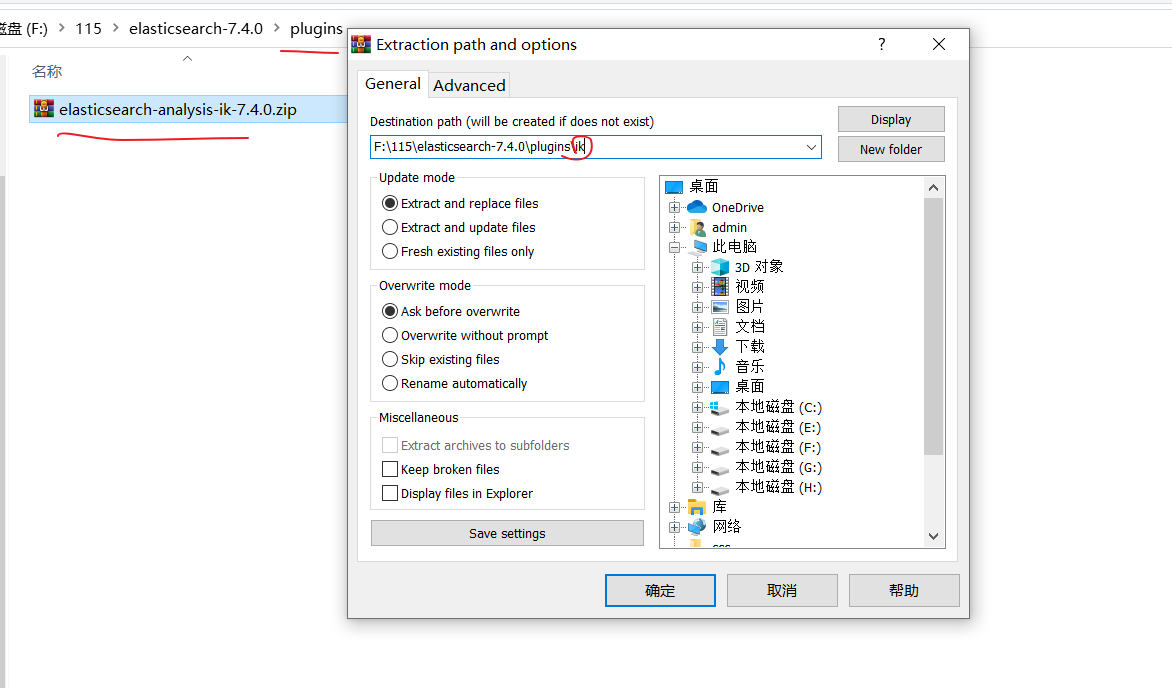 磁盘 (F:) > 115 > elasticsearch-7.4.0 > plugins
名称
elasticsearch-analysis-ik-7.4.0.zip
Extraction path and options
?
General
Advanced
Destination path (will be created if does not exist)
F:\115\elasticsearch-7.4.0\plugins\ik
Display
New folder
Update mode
Extract and replace files
Extract and update files
Fresh existing files only
Overwrite mode
Ask before overwrite
Overwrite without prompt
Skip existing files
Rename automatically
Miscellaneous
Extract archives to subfolders
Keep broken files
Display files in Explorer
Save settings
桌面
OneDrive
admin
此电脑
3D 对象
视频
图片
文档
下载
音乐
桌面
本地磁盘 (C:)
本地磁盘 (E:)
本地磁盘 (F:)
本地磁盘 (G:)
本地磁盘 (H:)
库
网络
确定
取消
帮助